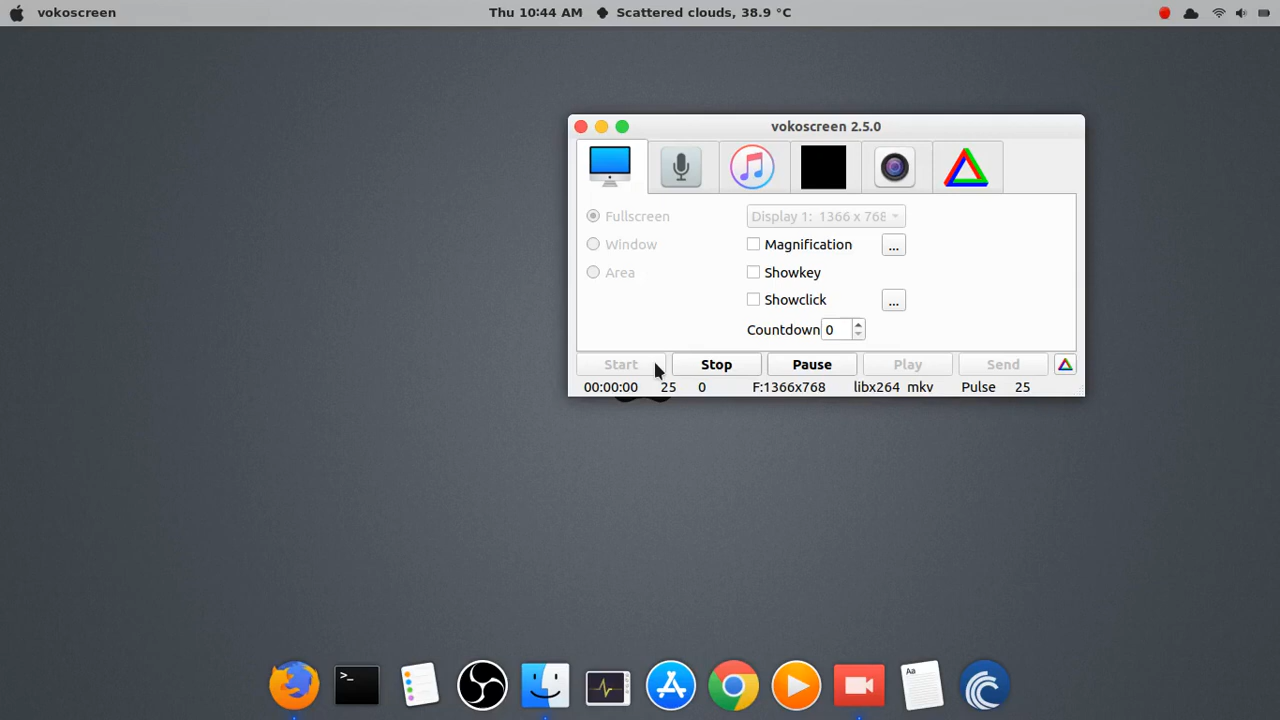 vokoscreen Thu 10:44 AM Scattered clouds, 38.9 °C
vokoscreen 2.5.0
Fullscreen Display 1: 1366 x 768
Window Magnification ...
Area Showkey
Showclick ...
Countdown 0
Start Stop Pause Play Send
00:00:00 25 0 F:1366x768 libx264 mkv Pulse 25
>_
Aa